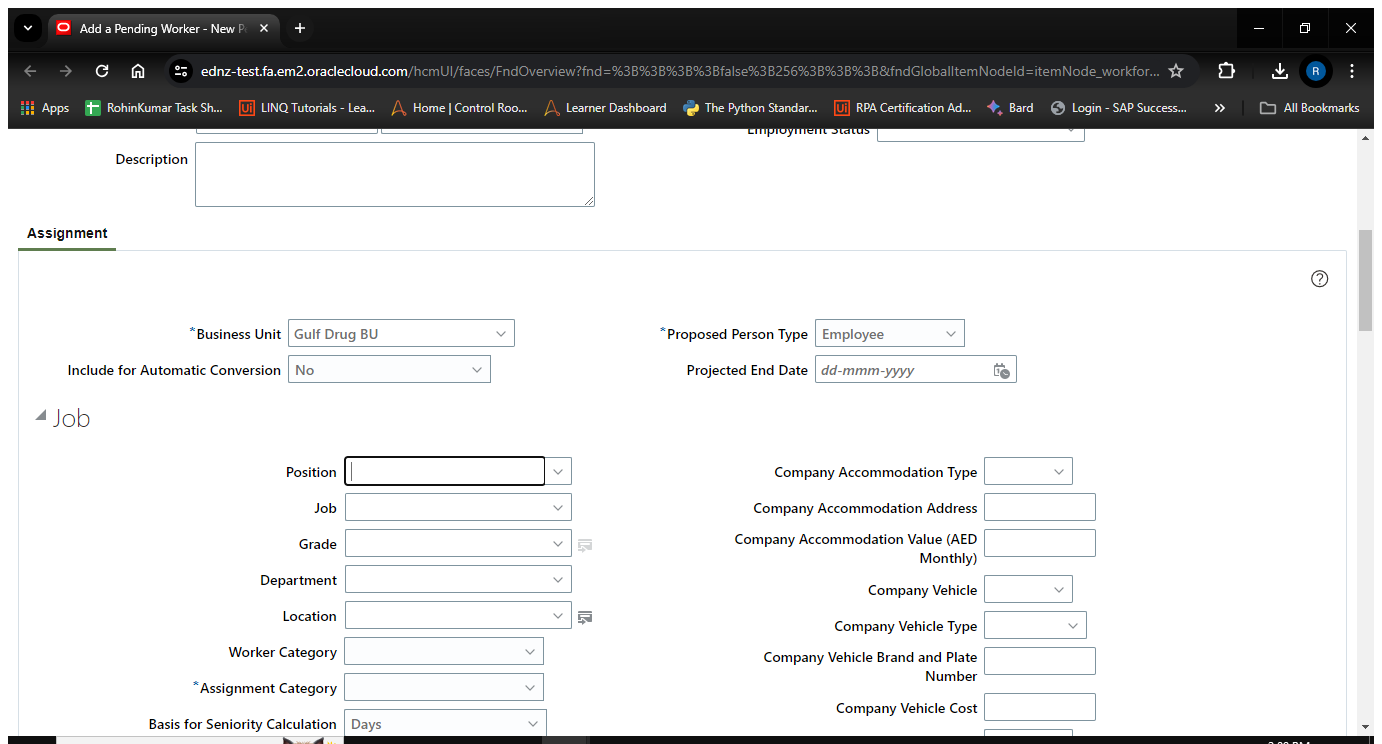 Add a Pending Worker - New P
ednz-test.fa.em2.oraclecloud.com/hcmUI/faces/FndOverview?fnd=%3B%3B%3B%3Bfalse%3B256%3B%3B%3B&fndGlobalItemNodeId=itemNode_workfor...
R
Apps
RohinKumar Task Sh...
LINQ Tutorials - Lea...
Home | Control Roo...
Learner Dashboard
The Python Standar...
RPA Certification Ad...
Bard
Login - SAP Success...
All Bookmarks
Employment Status
Description
Assignment
*Business Unit Gulf Drug BU
*Proposed Person Type Employee
Include for Automatic Conversion No
Projected End Date dd-mmm-yyyy
Job
Position
Company Accommodation Type
Job
Company Accommodation Address
Grade
Company Accommodation Value (AED
Monthly)
Department
Company Vehicle
Location
Company Vehicle Type
Worker Category
Company Vehicle Brand and Plate
Number
*Assignment Category
Company Vehicle Cost
Basis for Seniority Calculation Days